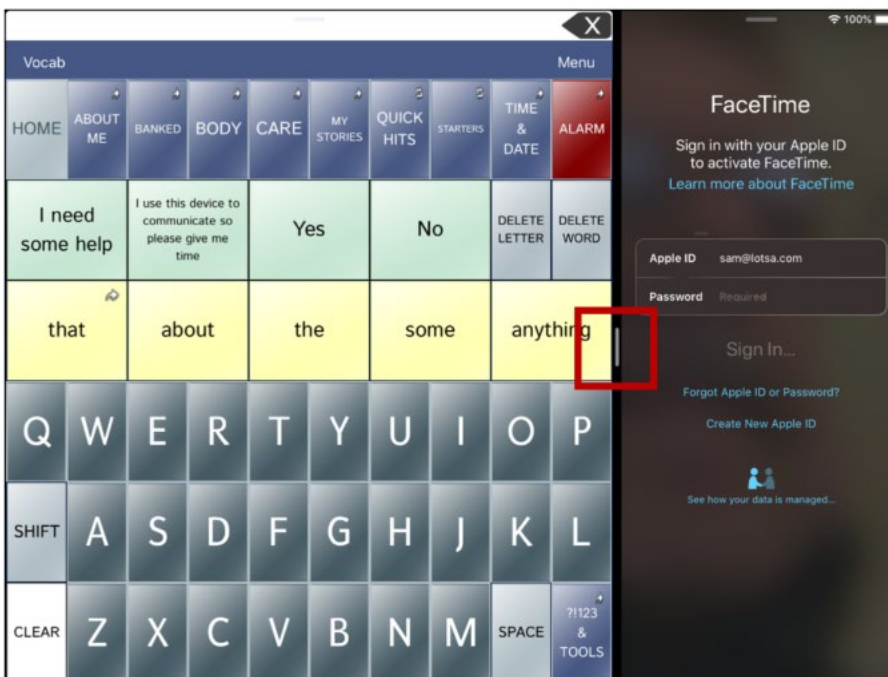 X
100%
Vocab
Menu
HOME
ABOUT
ME
BANKED
BODY
CARE
MY
STORIES
QUICK
HITS
STARTERS
TIME
&
DATE
ALARM
I need
some help
I use this device to
communicate so
please give me
time
Yes
No
DELETE
LETTER
DELETE
WORD
that
about
the
some
anything
Q W E R T Y U I O P
SHIFT A S D F G H J K L
CLEAR Z X C V B N M SPACE
?!123
&
TOOLS
FaceTime
Sign in with your Apple ID
to activate FaceTime.
Learn more about FaceTime
Apple ID sam@lotsa.com
Password Required
Sign In...
Forgot Apple ID or Password?
Create New Apple ID
See how your data is managed...